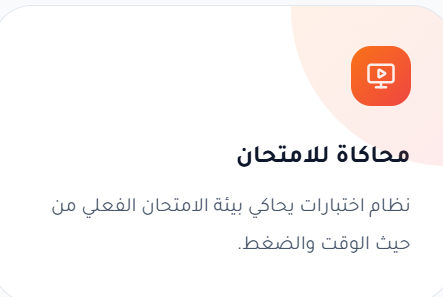 محاكاة للامتحان
نظام اختبارات يحاكي بيئة الامتحان الفعلي من
حيث الوقت والضغط.